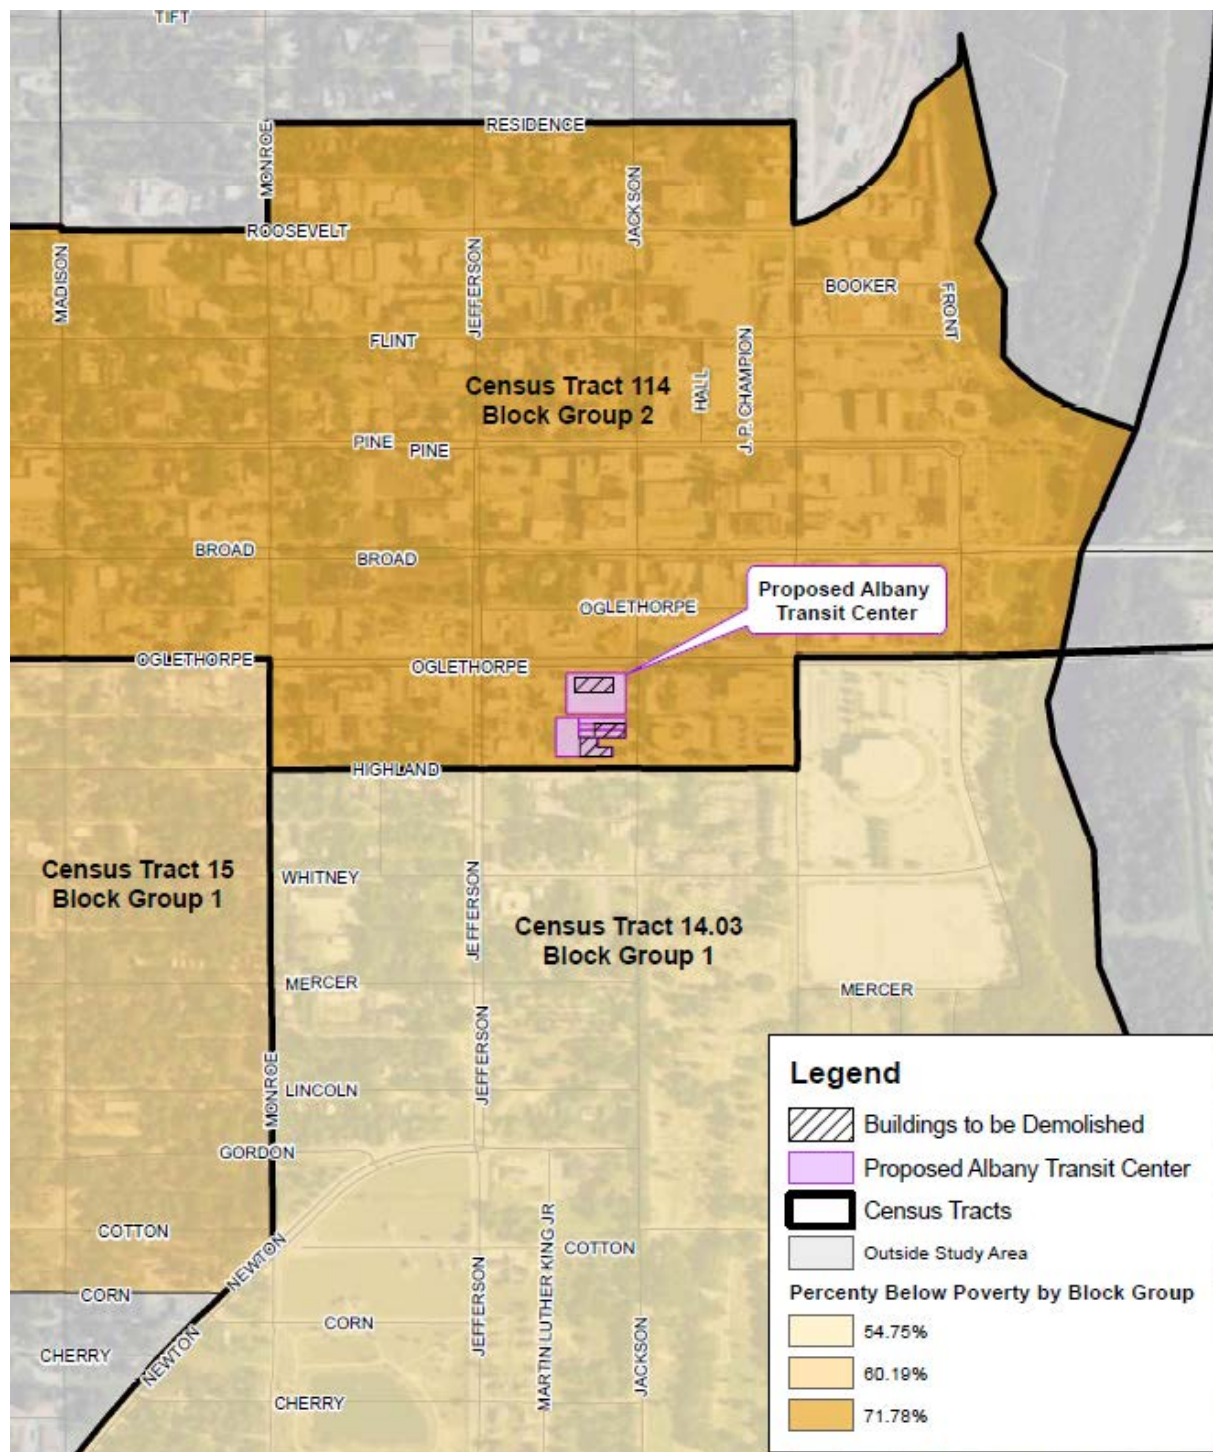 TIFT
RESIDENCE
MONROE
JACKSON
ROOSEVELT
MADISON
JEFFERSON
BOOKER
FRONT
FLINT
HALL
J. P. CHAMPION
Census Tract 114
Block Group 2
PINE
PINE
BROAD
BROAD
Proposed Albany
Transit Center
OGLETHORPE
OGLETHORPE
OGLETHORPE
HIGHLAND
Census Tract 15
Block Group 1
WHITNEY
JEFFERSON
Census Tract 14.03
Block Group 1
MERCER
MERCER
JEFFERSON
MONROE
LINCOLN
GORDON
COTTON
NEWTON
COTTON
MARTIN LUTHER KING JR
JEFFERSON
CORN
CORN
JACKSON
CHERRY
NEWTON
CHERRY
Legend
Buildings to be Demolished
Proposed Albany Transit Center
Census Tracts
Outside Study Area
Percenty Below Poverty by Block Group
54.75%
60.19%
71.78%